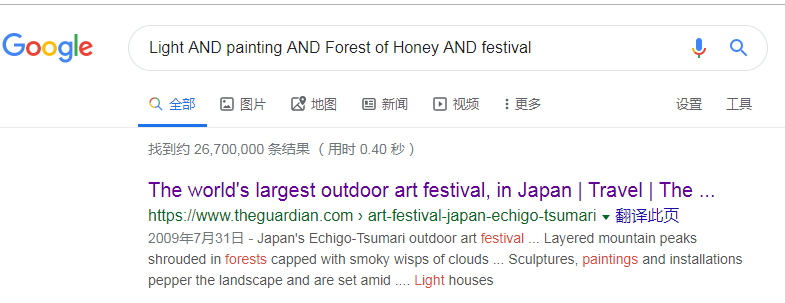 Google
Light AND painting AND Forest of Honey AND festival
全部 图片 地图 新闻 视频 更多 设置 工具
找到约 26,700,000 条结果 （用时 0.40 秒）
The world's largest outdoor art festival, in Japan | Travel | The ...
https://www.theguardian.com › art-festival-japan-echigo-tsumari 翻译此页
2009年7月31日 - Japan's Echigo-Tsumari outdoor art festival ... Layered mountain peaks
shrouded in forests capped with smoky wisps of clouds ... Sculptures, paintings and installations
pepper the landscape and are set amid .... Light houses